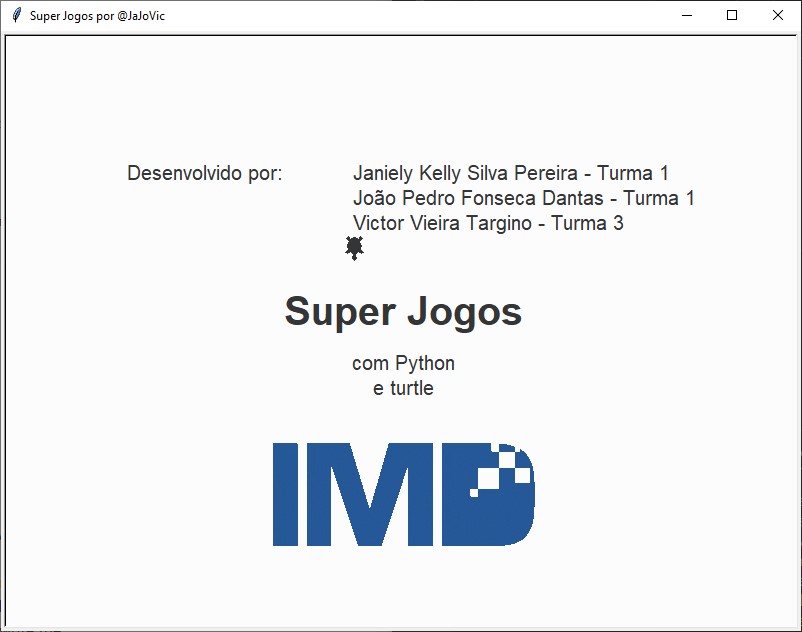 Super Jogos por @JaJoVic
Desenvolvido por: Janiely Kelly Silva Pereira - Turma 1
João Pedro Fonseca Dantas - Turma 1
Victor Vieira Targino - Turma 3
Super Jogos
com Python
e turtle
IMD